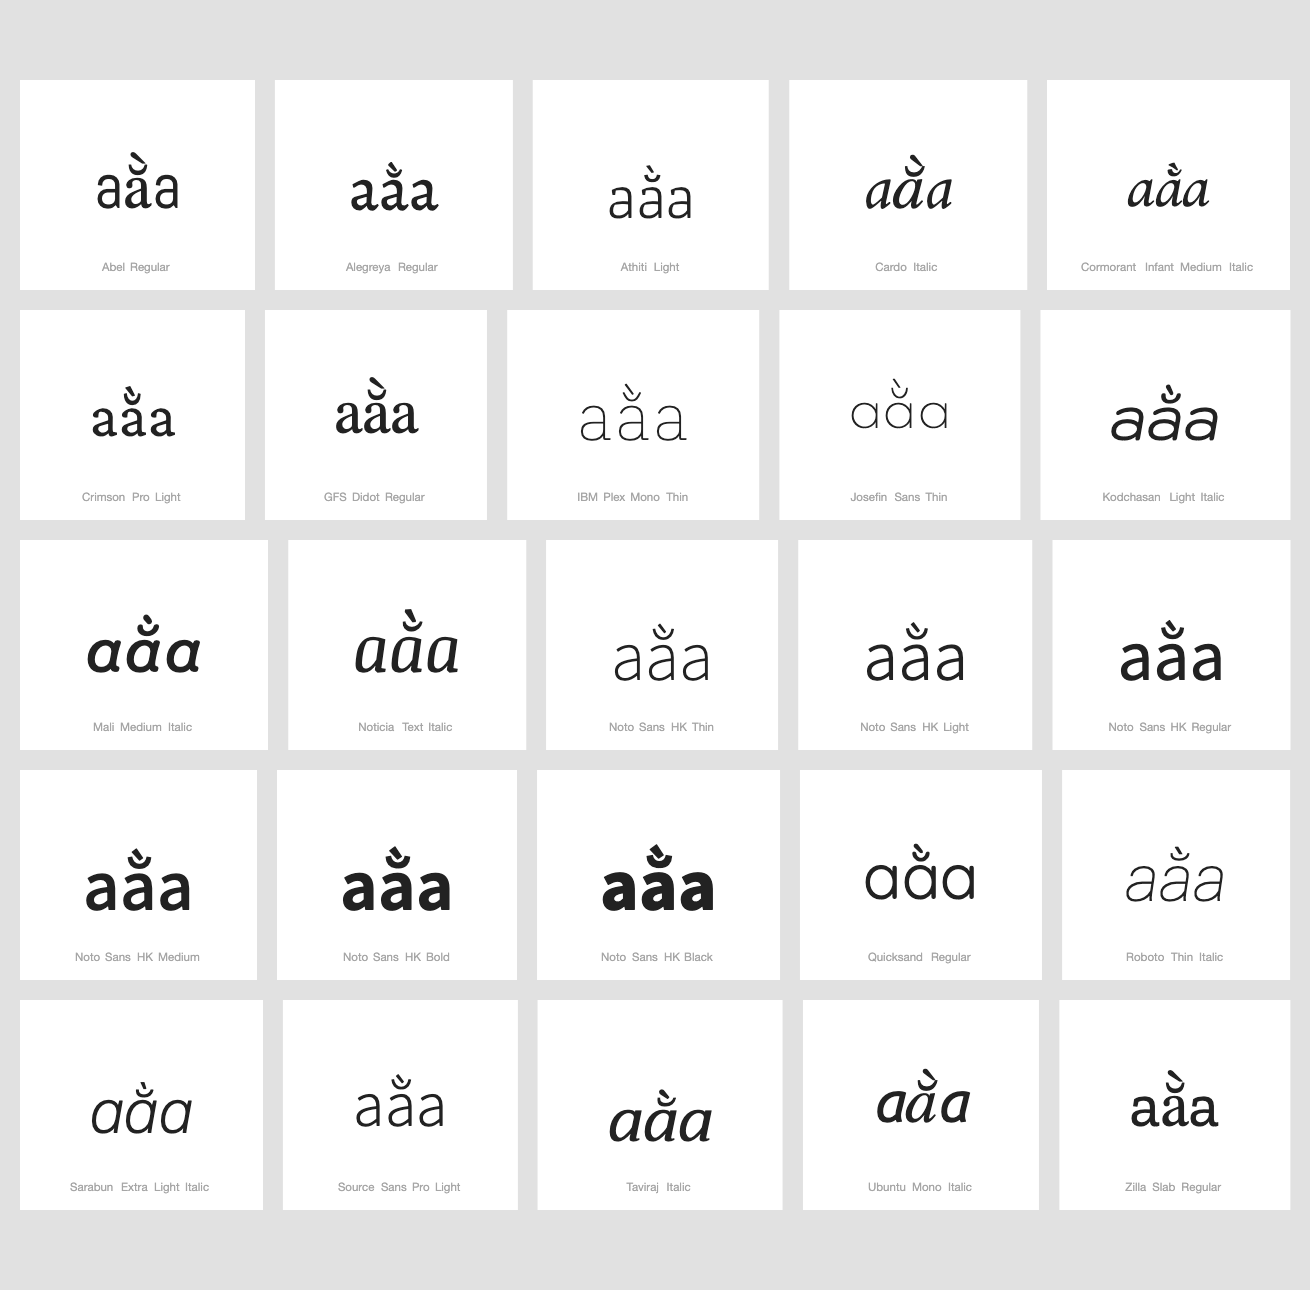 aằa
Abel Regular
aằa
Alegreya Regular
aằa
Athiti Light
aằa
Cardo Italic
aằa
Cormorant Infant Medium Italic
aằa
Crimson Pro Light
aằa
GFS Didot Regular
aằa
IBM Plex Mono Thin
aằa
Josefin Sans Thin
aằa
Kodchasan Light Italic
aằa
Mali Medium Italic
aằa
Noticia Text Italic
aằa
Noto Sans HK Thin
aằa
Noto Sans HK Light
aằa
Noto Sans HK Regular
aằa
Noto Sans HK Medium
aằa
Noto Sans HK Bold
aằa
Noto Sans HK Black
aằa
Quicksand Regular
aằa
Roboto Thin Italic
aằa
Sarabun Extra Light Italic
aằa
Source Sans Pro Light
aằa
Taviraj Italic
aằa
Ubuntu Mono Italic
aằa
Zilla Slab Regular